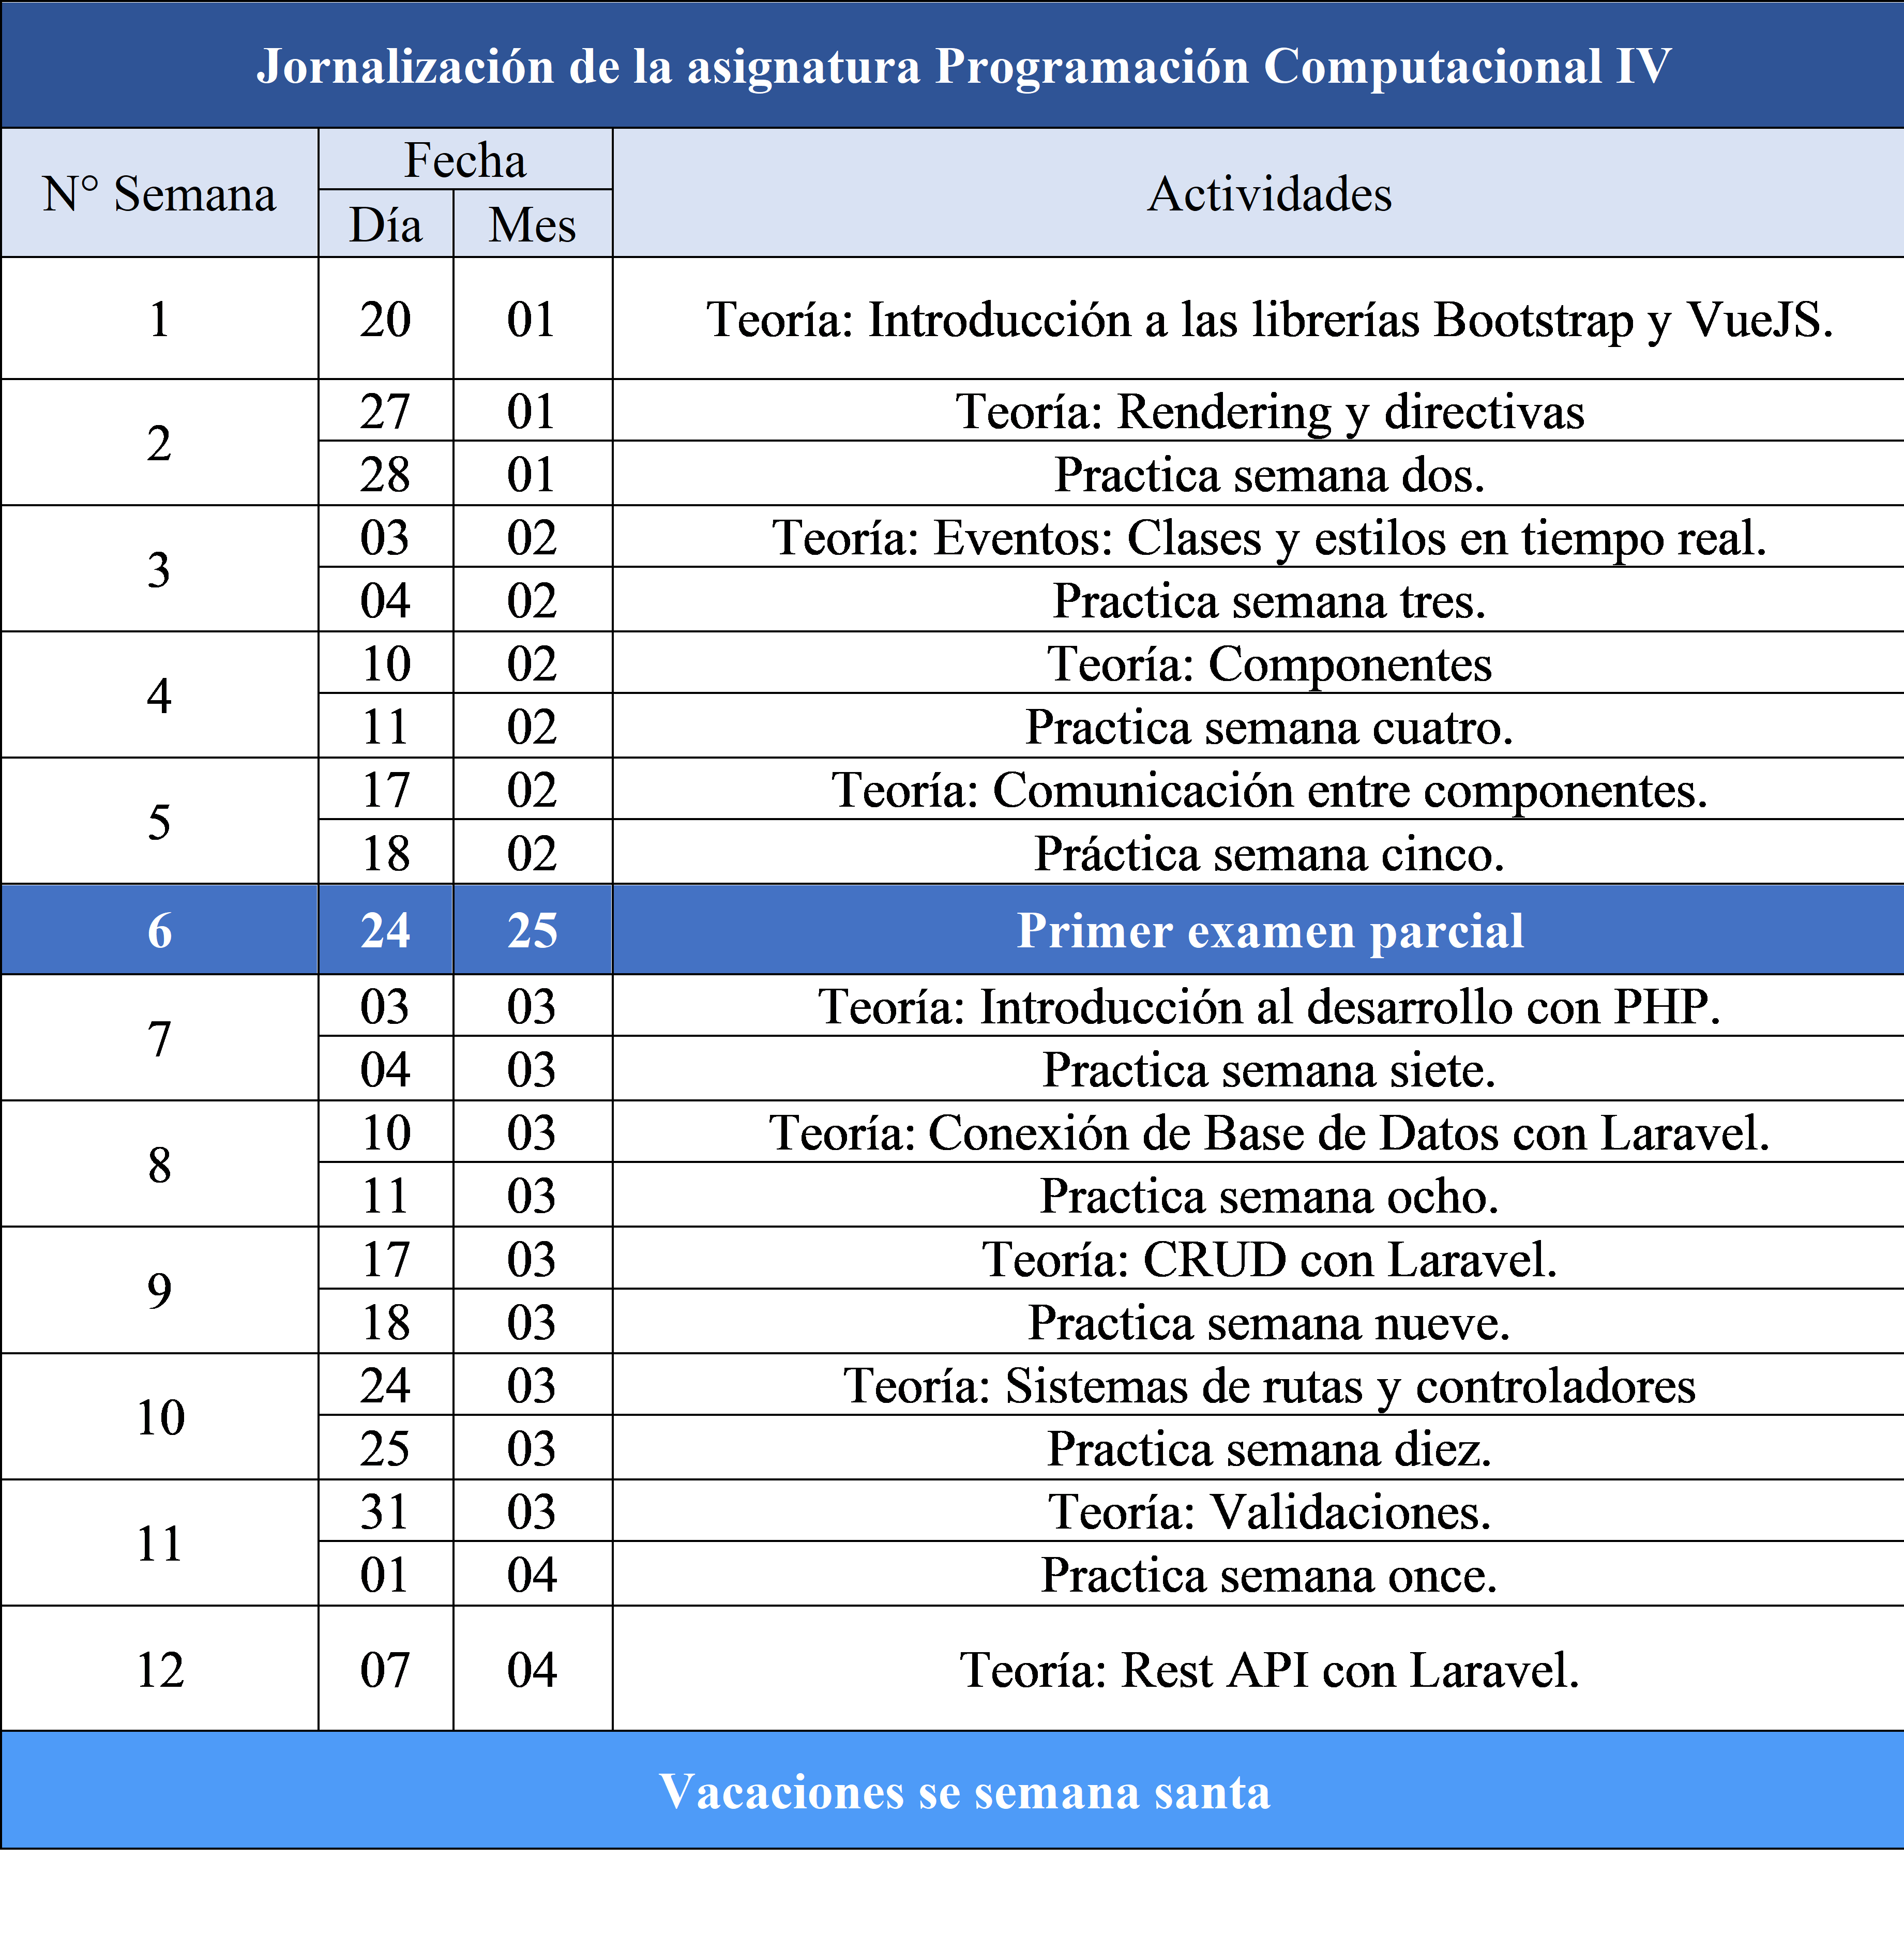 Jornalización de la asignatura Programación Computacional IV
N° Semana Fecha Actividades
Día Mes
1 20 01 Teoría: Introducción a las librerías Bootstrap y VueJS.
2 27 01 Teoría: Rendering y directivas
28 01 Practica semana dos.
3 03 02 Teoría: Eventos: Clases y estilos en tiempo real.
04 02 Practica semana tres.
4 10 02 Teoría: Componentes
11 02 Practica semana cuatro.
5 17 02 Teoría: Comunicación entre componentes.
18 02 Práctica semana cinco.
6 24 25 Primer examen parcial
7 03 03 Teoría: Introducción al desarrollo con PHP.
04 03 Practica semana siete.
8 10 03 Teoría: Conexión de Base de Datos con Laravel.
11 03 Practica semana ocho.
9 17 03 Teoría: CRUD con Laravel.
18 03 Practica semana nueve.
10 24 03 Teoría: Sistemas de rutas y controladores
25 03 Practica semana diez.
11 31 03 Teoría: Validaciones.
01 04 Practica semana once.
12 07 04 Teoría: Rest API con Laravel.
Vacaciones se semana santa